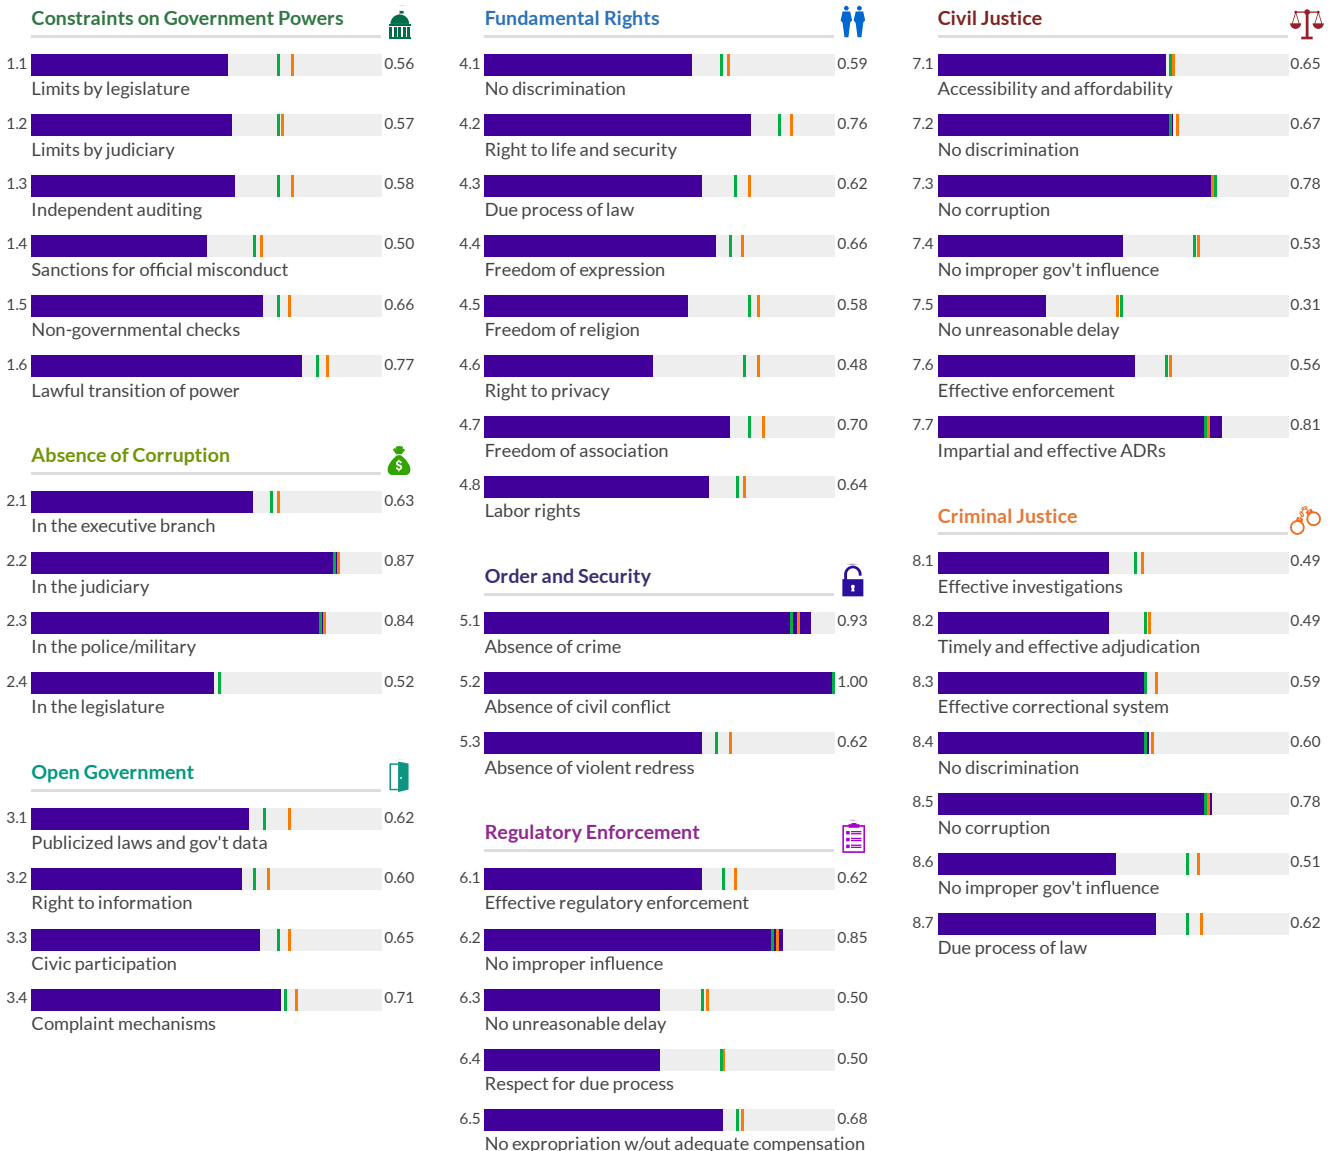 Constraints on Government Powers
1.1 0.56
Limits by legislature
1.2 0.57
Limits by judiciary
1.3 0.58
Independent auditing
1.4 0.50
Sanctions for official misconduct
1.5 0.66
Non-governmental checks
1.6 0.77
Lawful transition of power
Absence of Corruption
$
2.1 0.63
In the executive branch
2.2 0.87
In the judiciary
2.3 0.84
In the police/military
2.4 0.52
In the legislature
Open Government
3.1 0.62
Publicized laws and gov't data
3.2 0.60
Right to information
3.3 0.65
Civic participation
3.4 0.71
Complaint mechanisms
Fundamental Rights
4.1 0.59
No discrimination
4.2 0.76
Right to life and security
4.3 0.62
Due process of law
4.4 0.66
Freedom of expression
4.5 0.58
Freedom of religion
4.6 0.48
Right to privacy
4.7 0.70
Freedom of association
4.8 0.64
Labor rights
Order and Security
5.1 0.93
Absence of crime
5.2 1.00
Absence of civil conflict
5.3 0.62
Absence of violent redress
Regulatory Enforcement
6.1 0.62
Effective regulatory enforcement
6.2 0.85
No improper influence
6.3 0.50
No unreasonable delay
6.4 0.50
Respect for due process
6.5 0.68
No expropriation w/out adequate compensation
Civil Justice
7.1 0.65
Accessibility and affordability
7.2 0.67
No discrimination
7.3 0.78
No corruption
7.4 0.53
No improper gov't influence
7.5 0.31
No unreasonable delay
7.6 0.56
Effective enforcement
7.7 0.81
Impartial and effective ADRs
Criminal Justice
8.1 0.49
Effective investigations
8.2 0.49
Timely and effective adjudication
8.3 0.59
Effective correctional system
8.4 0.60
No discrimination
8.5 0.78
No corruption
8.6 0.51
No improper gov't influence
8.7 0.62
Due process of law